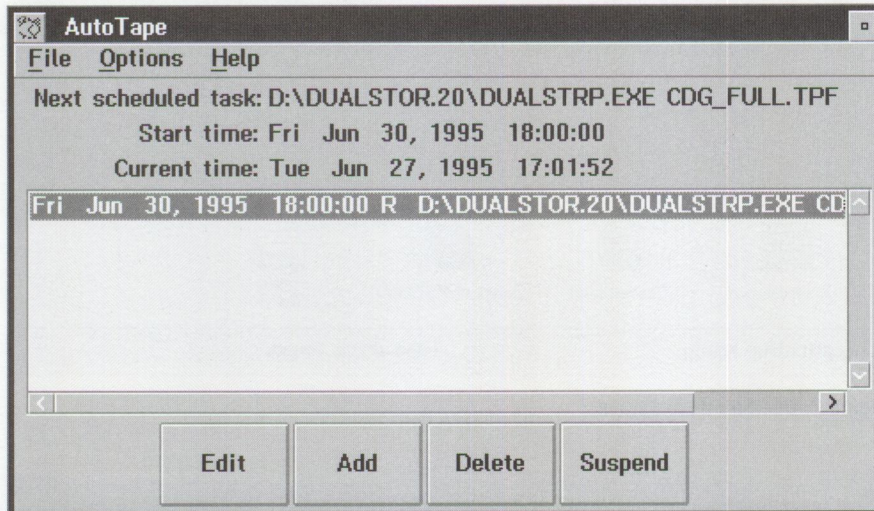 AutoTape
File Options Help
Next scheduled task: D:\DUALSTOR.20\DUALSTRP.EXE CDG_FULL.TPF
Start time: Fri Jun 30, 1995 18:00:00
Current time: Tue Jun 27, 1995 17:01:52
Fri Jun 30, 1995 18:00:00 R D:\DUALSTOR.20\DUALSTRP.EXE CD
Edit Add Delete Suspend